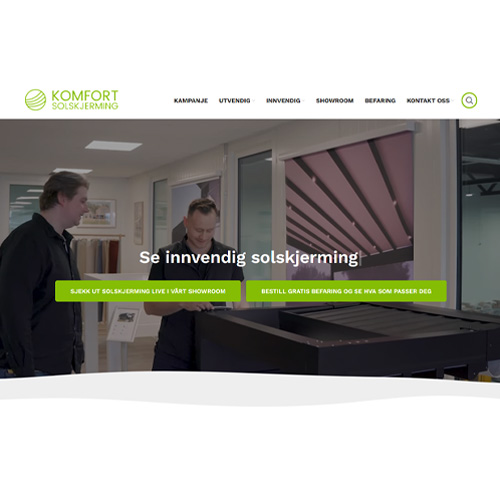 KOMFORT
SOLSKJERMING
KAMPANJE UTVENDIG INNVENDIG SHOWROOM BEFARING KONTAKT OSS
Se innvendig solskjerming
SJEKK UT SOLSKJERMING LIVE I VÅRT SHOWROOM
BESTILL GRATIS BEFARING OG SE HVA SOM PASSER DEG